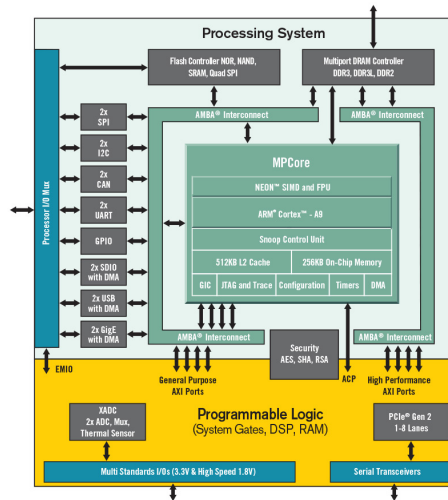 Processing System
Flash Controller NOR, NAND,
SRAM, Quad SPI
Multiport DRAM Controller
DDR3, DDR3L, DDR2
AMBA® Interconnect
AMBA® Interconnect
Processor I/O Mux
2x
SPI
2x
I2C
2x
CAN
2x
UART
GPIO
2x SDIO
with DMA
2x USB
with DMA
2x GigE
with DMA
MPCore
NEON™ SIMD and FPU
ARM® Cortex™ - A9
Snoop Control Unit
512KB L2 Cache
256KB On-Chip Memory
GIC
JTAG and Trace
Configuration
Timers
DMA
AMBA® Interconnect
AMBA® Interconnect
Security
AES, SHA, RSA
EMIO
General Purpose
AXI Ports
ACP
High Performance
AXI Ports
Programmable Logic
(System Gates, DSP, RAM)
XADC
2x ADC, Mux,
Thermal Sensor
PCIe® Gen 2
1-8 Lanes
Multi Standards I/Os (3.3V & High Speed 1.8V)
Serial Transceivers